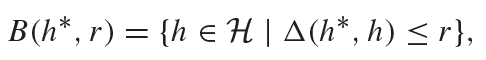 B(h*, r) = {h ∈ ℋ | Δ(h*, h) ≤ r},